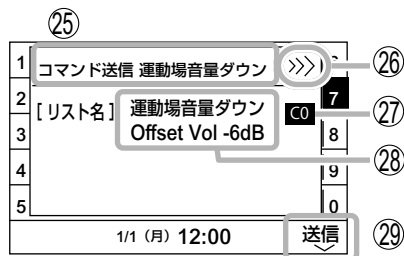 ㉕
1
コマンド送信 運動場音量ダウン
>>>
㉖
2
[ リスト名 ]
運動場音量ダウン
C0
7
㉗
3
Offset Vol -6dB
8
㉘
4
9
5
0
1/1（月）12:00
送信
㉙